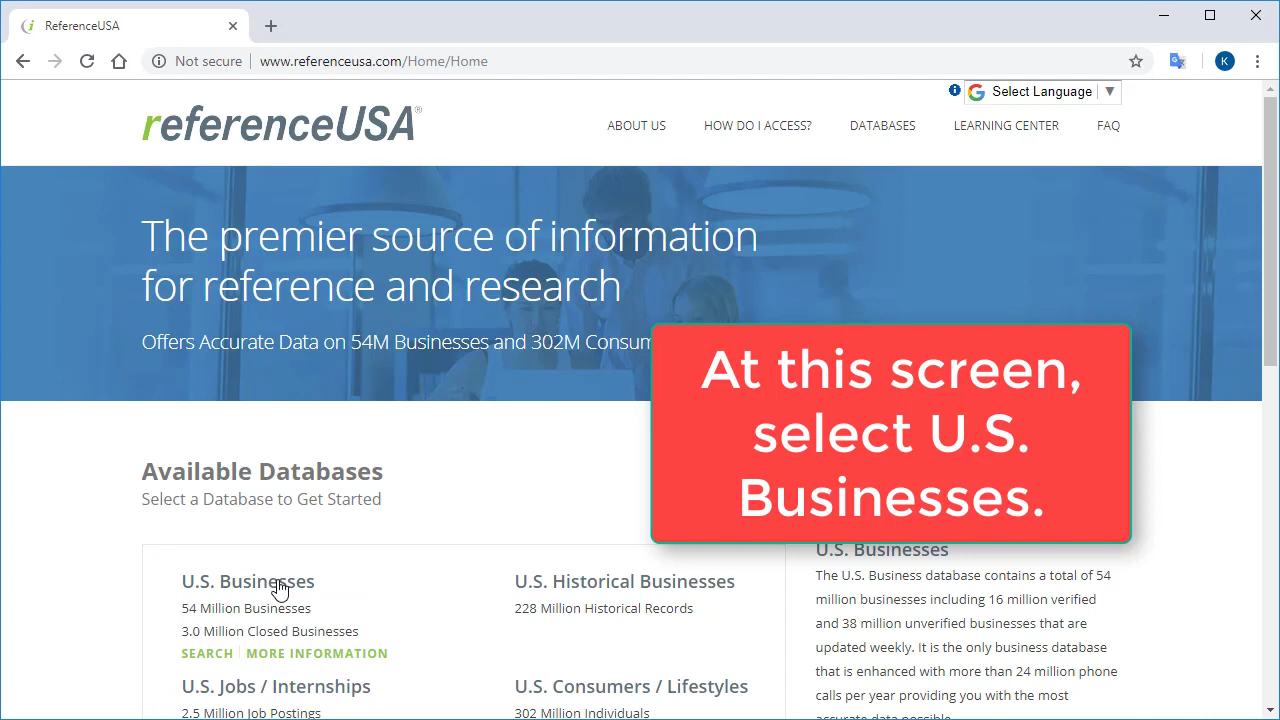 ReferenceUSA
Not secure | www.referenceusa.com/Home/Home
K
Select Language
referenceUSA®
ABOUT US HOW DO I ACCESS? DATABASES LEARNING CENTER FAQ
The premier source of information
for reference and research
Offers Accurate Data on 54M Businesses and 302M
At this screen,
select U.S.
Businesses.
Available Databases
Select a Database to Get Started
U.S. Businesses
54 Million Businesses
3.0 Million Closed Businesses
SEARCH | MORE INFORMATION
U.S. Historical Businesses
228 Million Historical Records
U.S. Jobs / Internships
2.5 Million Job Postings
U.S. Consumers / Lifestyles
302 Million Individuals
U.S. Businesses
The U.S. Business database contains a total of 54
million businesses including 16 million verified
and 38 million unverified businesses that are
updated weekly. It is the only business database
that is enhanced with more than 24 million phone
calls per year providing you with the most
accurate data possible.